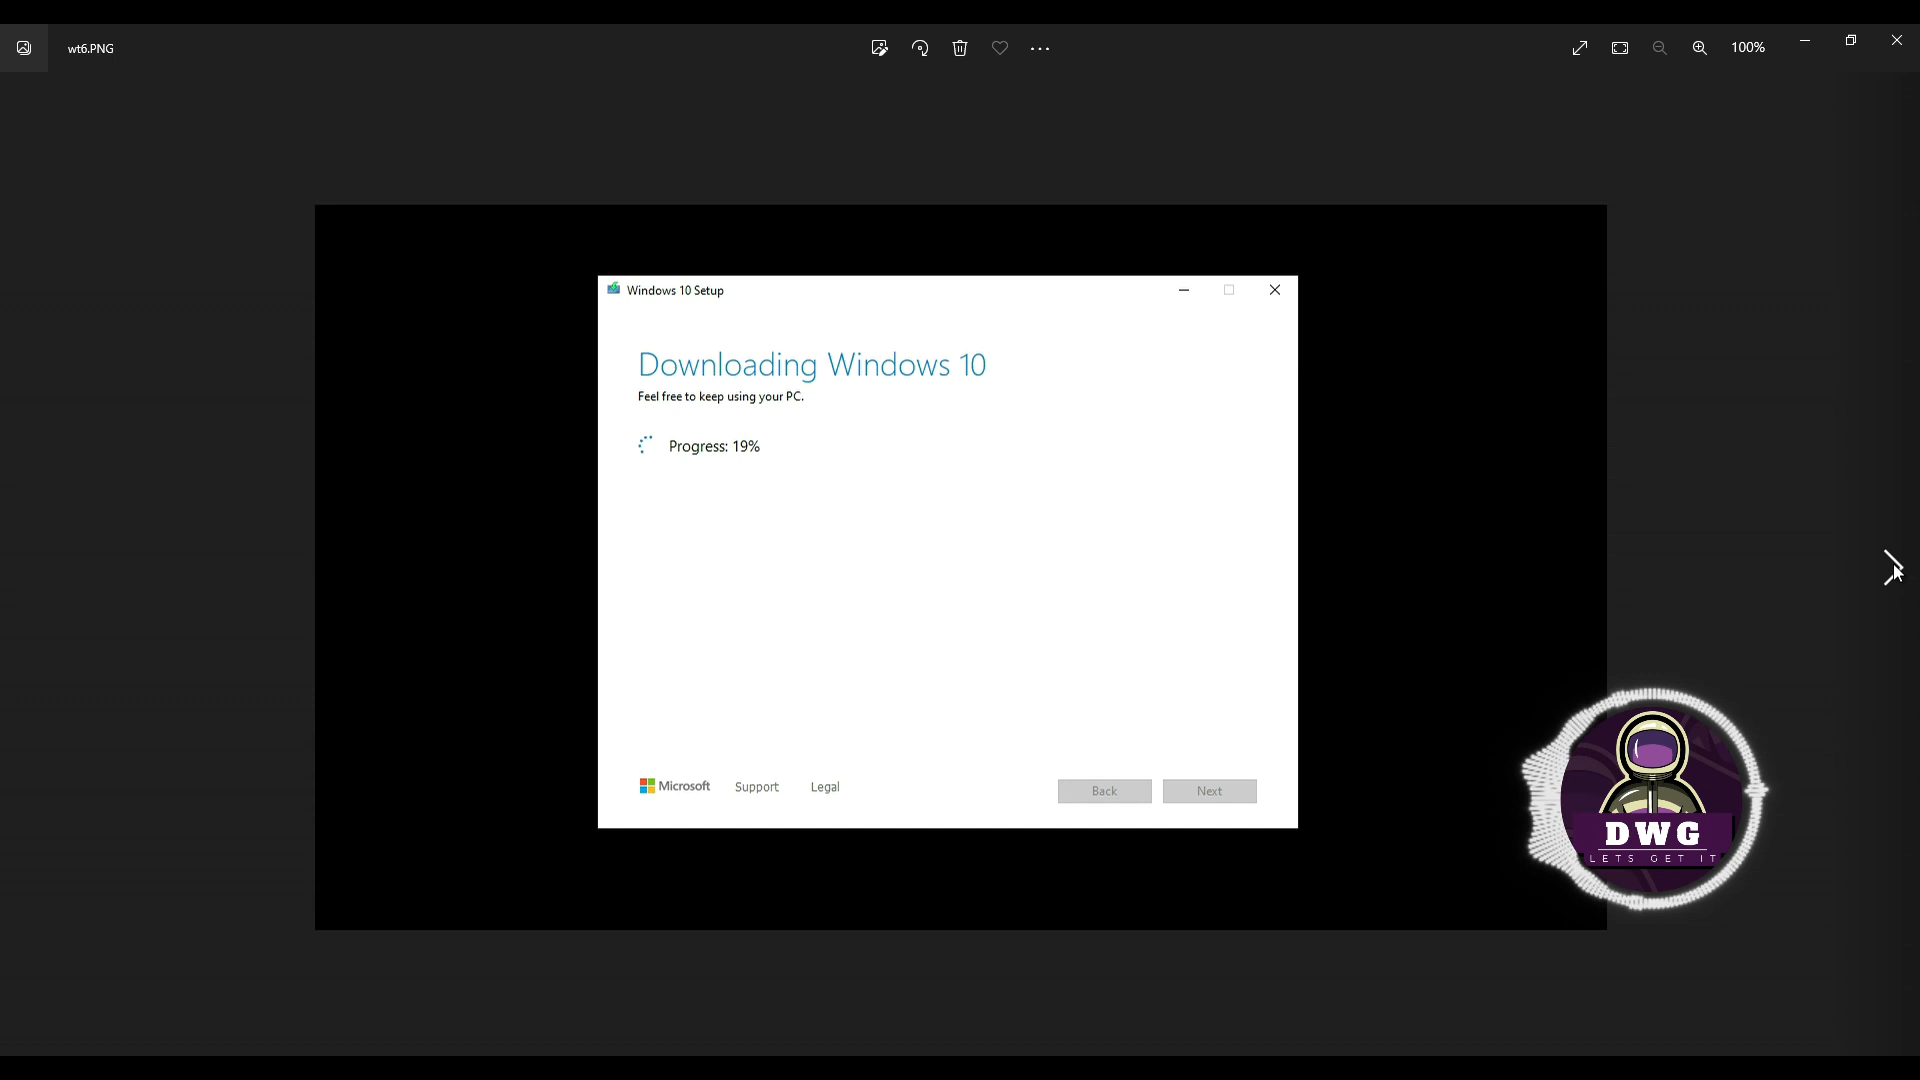 wt6.PNG
100%
Windows 10 Setup
Downloading Windows 10
Feel free to keep using your PC.
Progress: 19%
Microsoft Support Legal
Back Next
DWG
LETS GET IT